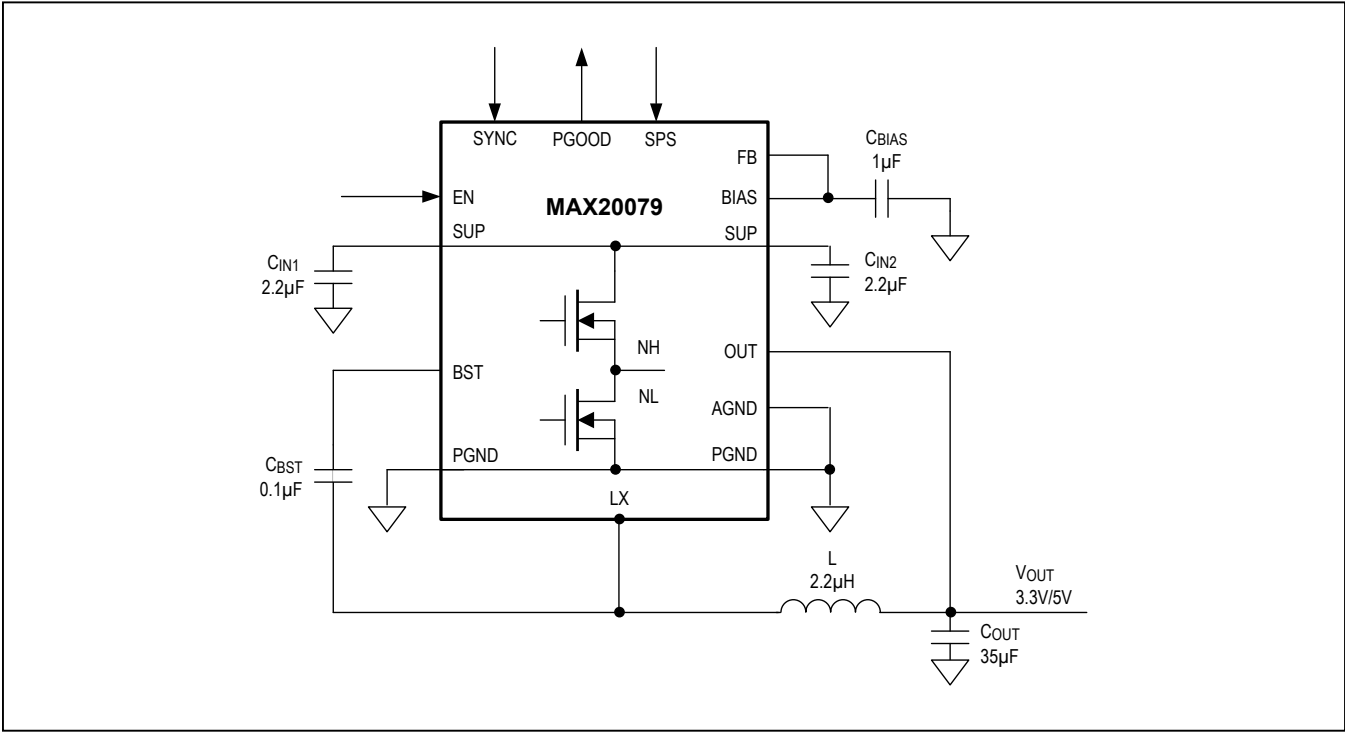 SYNC PGOOD SPS
FB
CBIAS
1µF
EN
MAX20079
BIAS
SUP
SUP
CIN1
2.2µF
CIN2
2.2µF
NH
OUT
BST
NL
AGND
PGND
PGND
CBST
0.1µF
LX
L
2.2µH
VOUT
3.3V/5V
COUT
35µF